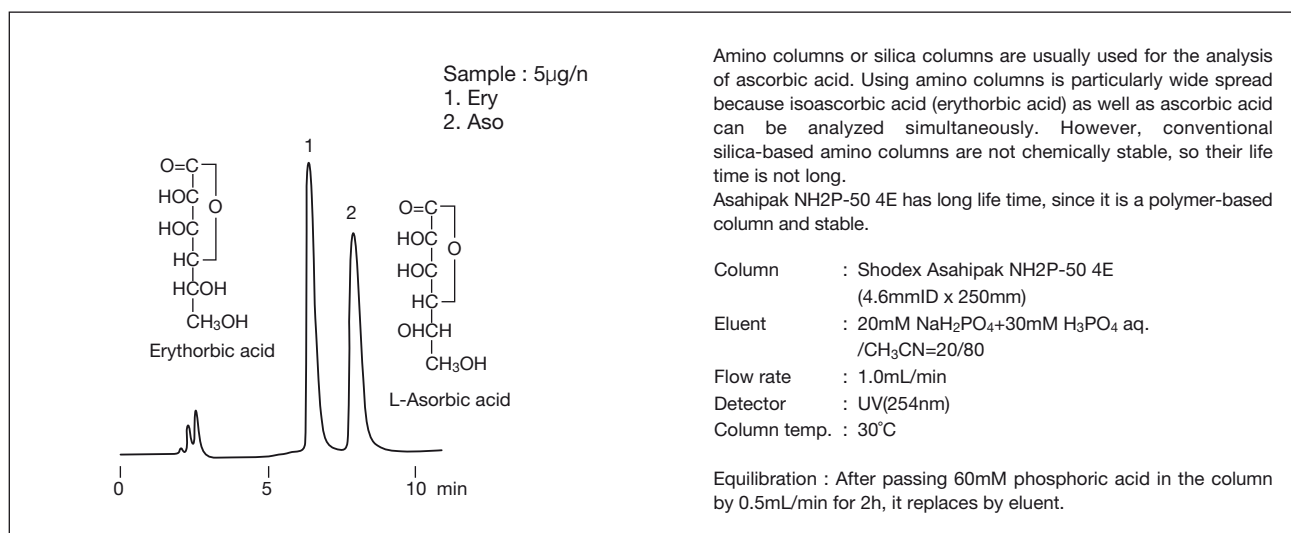 Sample : 5µg/n
1. Ery
2. Aso
1
2
O=C
HO C
O
HO C
HC
HCOH
CH₃OH
Erythorbic acid
O=C
HO C
O
HO C
HC
OHCH
CH₃OH
L-Asorbic acid
0 5 10 min
Amino columns or silica columns are usually used for the analysis
of ascorbic acid. Using amino columns is particularly wide spread
because isoascorbic acid (erythorbic acid) as well as ascorbic acid
can be analyzed simultaneously. However, conventional
silica-based amino columns are not chemically stable, so their life
time is not long.
Asahipak NH2P-50 4E has long life time, since it is a polymer-based
column and stable.
Column : Shodex Asahipak NH2P-50 4E
(4.6mmID x 250mm)
Eluent : 20mM NaH₂PO₄+30mM H₃PO₄ aq.
/CH₃CN=20/80
Flow rate : 1.0mL/min
Detector : UV(254nm)
Column temp. : 30˚C
Equilibration : After passing 60mM phosphoric acid in the column
by 0.5mL/min for 2h, it replaces by eluent.